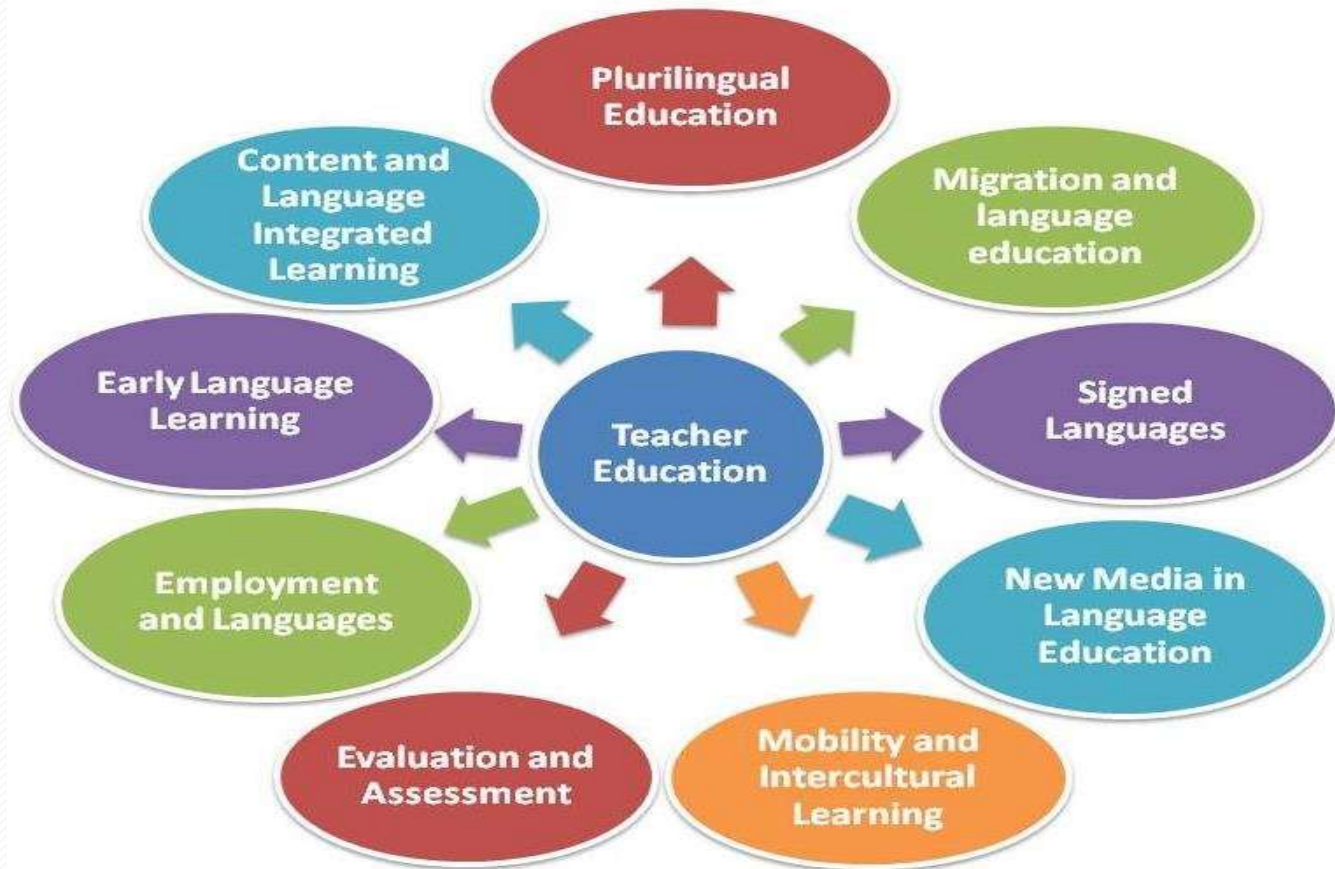 Plurilingual
Education
Content and
Language
Integrated
Learning
Migration and
language
education
Early Language
Learning
Teacher
Education
Signed
Languages
Employment
and Languages
New Media in
Language
Education
Evaluation and
Assessment
Mobility and
Intercultural
Learning